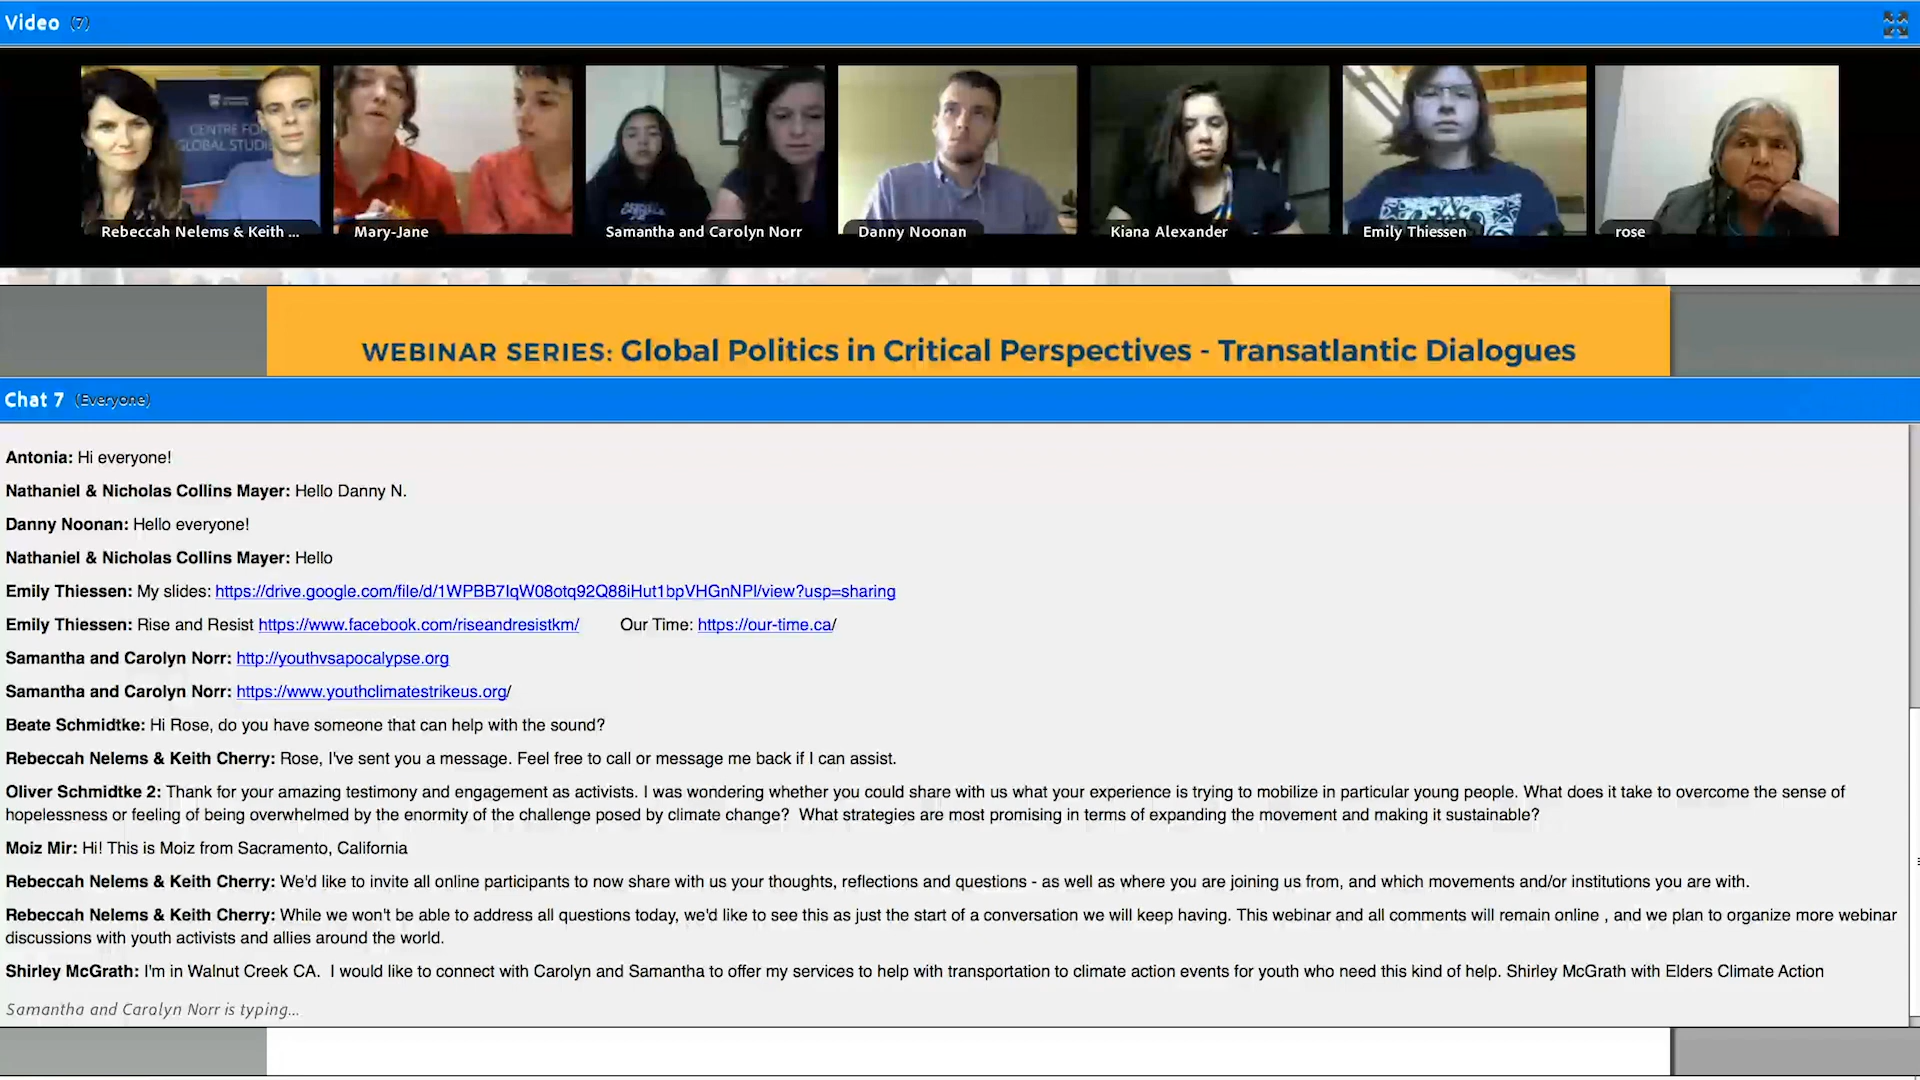 Video (7)
CENTRE FOR
GLOBAL STUDI
Rebeccah Nelems & Keith ...
Mary-Jane
Samantha and Carolyn Norr
Danny Noonan
Kiana Alexander
Emily Thiessen
rose
WEBINAR SERIES: Global Politics in Critical Perspectives - Transatlantic Dialogues
Chat 7 (Everyone)
Antonia: Hi everyone!
Nathaniel & Nicholas Collins Mayer: Hello Danny N.
Danny Noonan: Hello everyone!
Nathaniel & Nicholas Collins Mayer: Hello
Emily Thiessen: My slides: https://drive.google.com/file/d/1WPBB7IqW08otq92Q88iHut1bpVHGnNPI/view?usp=sharing
Emily Thiessen: Rise and Resist https://www.facebook.com/riseandresistkm/ Our Time: https://our-time.ca/
Samantha and Carolyn Norr: http://youthvsapocalypse.org
Samantha and Carolyn Norr: https://www.youthclimatestrikeus.org/
Beate Schmidtke: Hi Rose, do you have someone that can help with the sound?
Rebeccah Nelems & Keith Cherry: Rose, I've sent you a message. Feel free to call or message me back if I can assist.
Oliver Schmidtke 2: Thank for your amazing testimony and engagement as activists. I was wondering whether you could share with us what your experience is trying to mobilize in particular young people. What does it take to overcome the sense of
hopelessness or feeling of being overwhelmed by the enormity of the challenge posed by climate change? What strategies are most promising in terms of expanding the movement and making it sustainable?
Moiz Mir: Hi! This is Moiz from Sacramento, California
Rebeccah Nelems & Keith Cherry: We'd like to invite all online participants to now share with us your thoughts, reflections and questions - as well as where you are joining us from, and which movements and/or institutions you are with.
Rebeccah Nelems & Keith Cherry: While we won't be able to address all questions today, we'd like to see this as just the start of a conversation we will keep having. This webinar and all comments will remain online , and we plan to organize more webinar
discussions with youth activists and allies around the world.
Shirley McGrath: I'm in Walnut Creek CA. I would like to connect with Carolyn and Samantha to offer my services to help with transportation to climate action events for youth who need this kind of help. Shirley McGrath with Elders Climate Action
Samantha and Carolyn Norr is typing...